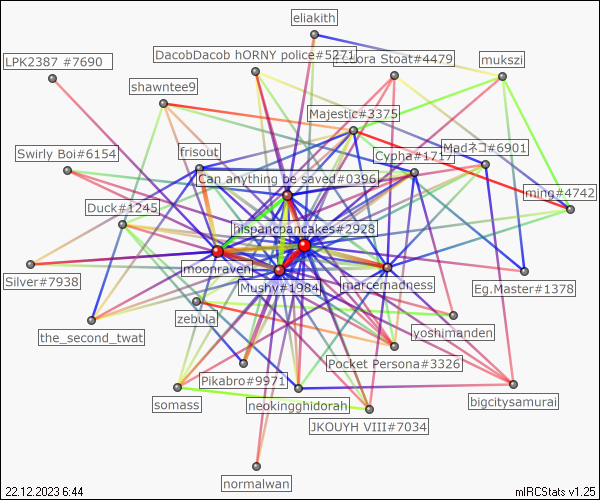 eliakith
DacobDacob hORNY police#5271
Stoat#4479
LPK2387 #7690
mukszi
shawntee9
Majestic#3375
Swirly Boi#6154
frisout
Cypha#1717
Madネコ#6901
Can anything be saved#0396
ming#4742
Duck#1245
hispancpancakes#2928
moonraven
Silver#7938
Mushy#1984
marcemadness
Eg.Master#1378
zebula
the_second_twat
yoshimanden
Pocket Persona#3326
Pikabro#9971
somass
neokingghidorah
bigcitysamurai
JKOUYH VIII#7034
normalwan
22.12.2023 6:44
mIRCStats v1.25